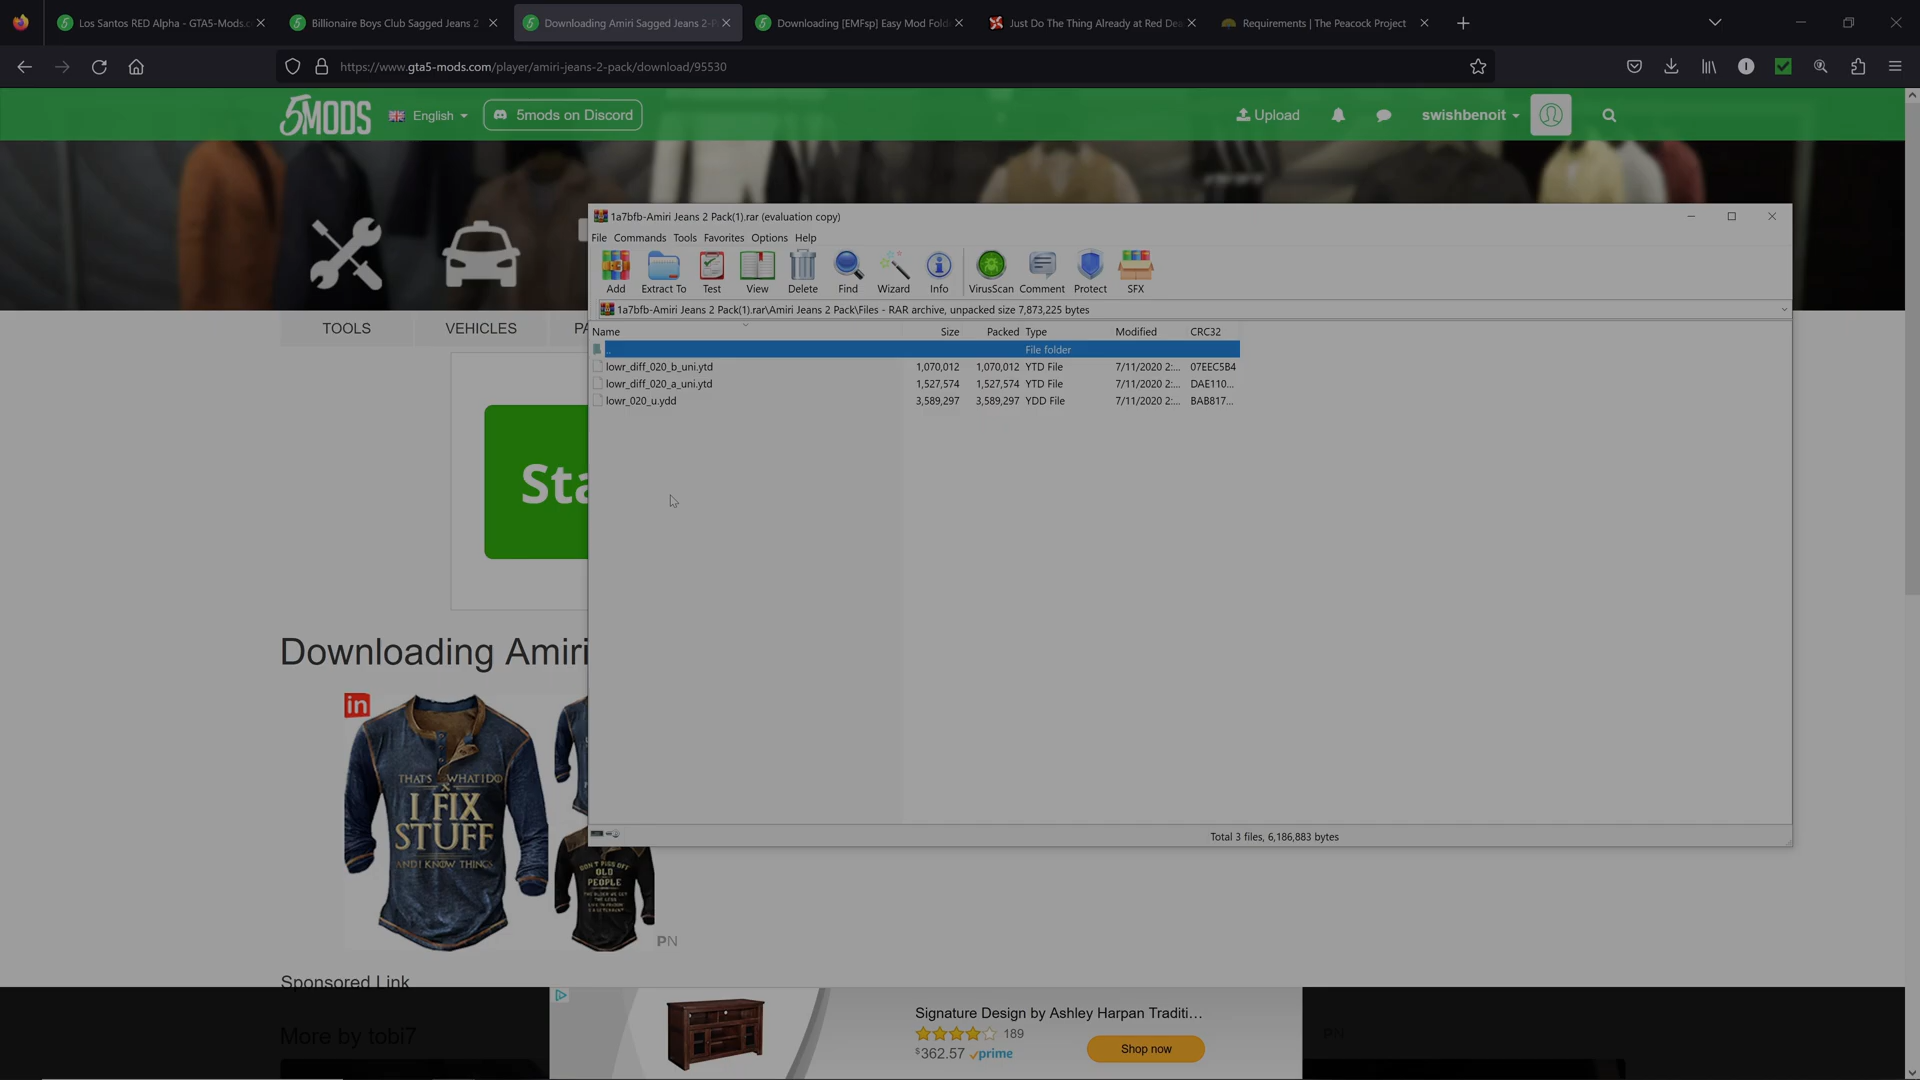 Los Santos RED Alpha - GTA5-Mods.c
Billionaire Boys Club Sagged Jeans 2
Downloading Amiri Sagged Jeans 2-P
Downloading [EMFsp] Easy Mod Fold
Just Do The Thing Already at Red Dea
Requirements | The Peacock Project
https://www.gta5-mods.com/player/amiri-jeans-2-pack/download/95530
5MODS
English
5mods on Discord
Upload
swishbenoit
TOOLS
VEHICLES
PA
1a7bfb-Amiri Jeans 2 Pack(1).rar (evaluation copy)
File Commands Tools Favorites Options Help
Add Extract To Test View Delete Find Wizard Info VirusScan Comment Protect SFX
1a7bfb-Amiri Jeans 2 Pack(1).rar\Amiri Jeans 2 Pack\Files - RAR archive, unpacked size 7,873,225 bytes
Name Size Packed Type Modified CRC32
.. File folder
lowr_diff_020_b_uni.ytd 1,070,012 1,070,012 YTD File 7/11/2020 2:... 07EEC5B4
lowr_diff_020_a_uni.ytd 1,527,574 1,527,574 YTD File 7/11/2020 2:... DAE110...
lowr_020_u.ydd 3,589,297 3,589,297 YDD File 7/11/2020 2:... BAB817...
Total 3 files, 6,186,883 bytes
Sta
Downloading Amiri
in
THAT'S WHAT I DO
I FIX
STUFF
AND I KNOW THINGS
DON'T PISS OFF
OLD
PEOPLE
PN
Sponsored Link
More by tobi7
Signature Design by Ashley Harpan Traditi...
189
$362.57 prime
Shop now
PN